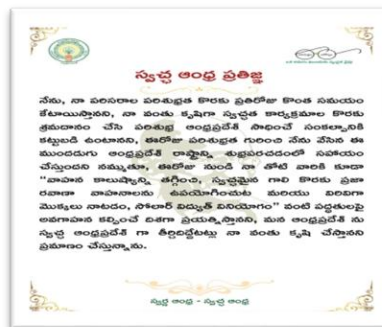 స్వచ్ఛ ఆంధ్ర ప్రతిజ్ఞ
నేను, నా పరిసరాల పరిశుభ్రత కొరకు ప్రతిరోజు కొంత సమయం
కేటాయిస్తానని, నా వంతు కృషిగా స్వచ్ఛత కార్యక్రమాల కొరకు
శ్రమదానం చేసి పరిశుభ్ర ఆంధ్రప్రదేశ్ సాధించే సంకల్పానికి
కట్టుబడి ఉంటానని, ఈరోజు పరిశుభ్రత గురించి నేను వేసిన ఈ
ముందడుగు ఆంధ్రప్రదేశ్ రాష్ట్రాన్ని శుభ్రపరచడంలో సహాయం
చేస్తుందని నమ్ముతూ, ఈరోజు నుండి నా తోటి వారికి కూడా
"వాహన కాలుష్యాన్ని తగ్గించి, స్వచ్ఛమైన గాలి కొరకు ప్రజా
రవాణా వాహనాలను ఉపయోగించుట మరియు విరివిగా
మొక్కలు నాటడం, సోలార్ విద్యుత్ వినియోగం" వంటి పద్ధతులపై
అవగాహన కల్పించే దిశగా ప్రయత్నిస్తానని, మన ఆంధ్రప్రదేశ్ ను
స్వచ్ఛ ఆంధ్రప్రదేశ్ గా తీర్చిదిద్దేటట్లు నా వంతు కృషి చేస్తానని
ప్రమాణం చేస్తున్నాను.
స్వర్ణ ఆంధ్ర - స్వచ్ఛ ఆంధ్ర